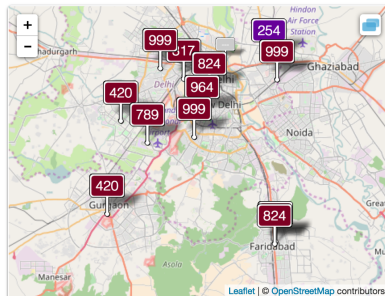 +
−
Hindon
Air Force
Station
254
999
999
817
824
964
999
420
789
420
824
hadurgarh
Ghaziabad
Delhi
Delhi
Noida
Gurgaon
Faridabad
Asola
Manesar
Leaflet | © OpenStreetMap contributors